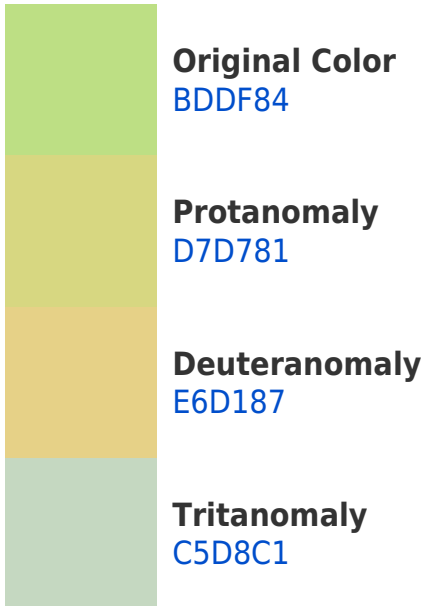 Original Color
BDDF84
Protanomaly
D7D781
Deuteranomaly
E6D187
Tritanomaly
C5D8C1